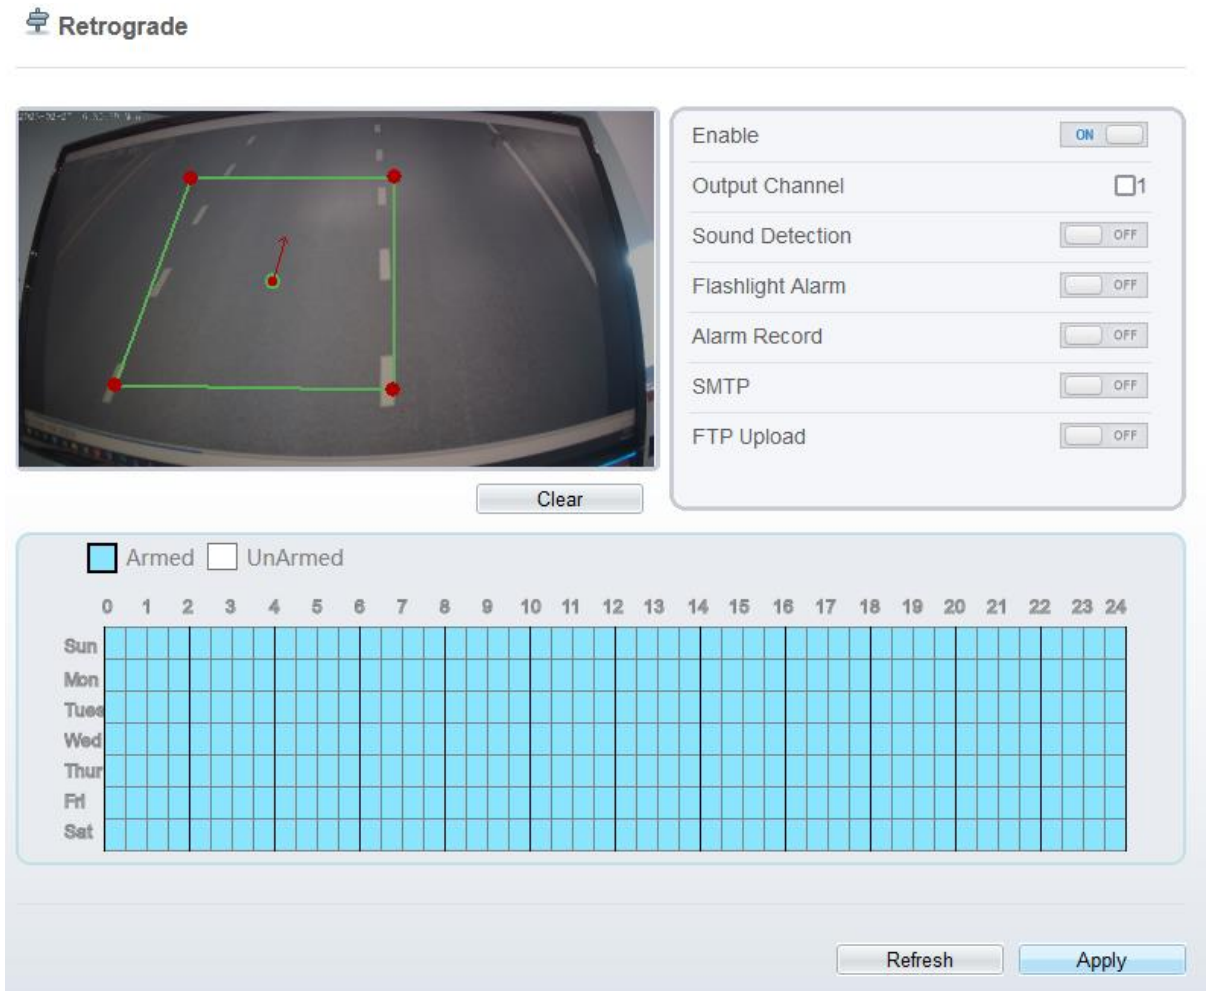 Retrograde
Enable ON
Output Channel 1
Sound Detection OFF
Flashlight Alarm OFF
Alarm Record OFF
SMTP OFF
FTP Upload OFF
Clear
Armed UnArmed
0 1 2 3 4 5 6 7 8 9 10 11 12 13 14 15 16 17 18 19 20 21 22 23 24
Sun
Mon
Tues
Wed
Thur
Fri
Sat
Refresh Apply